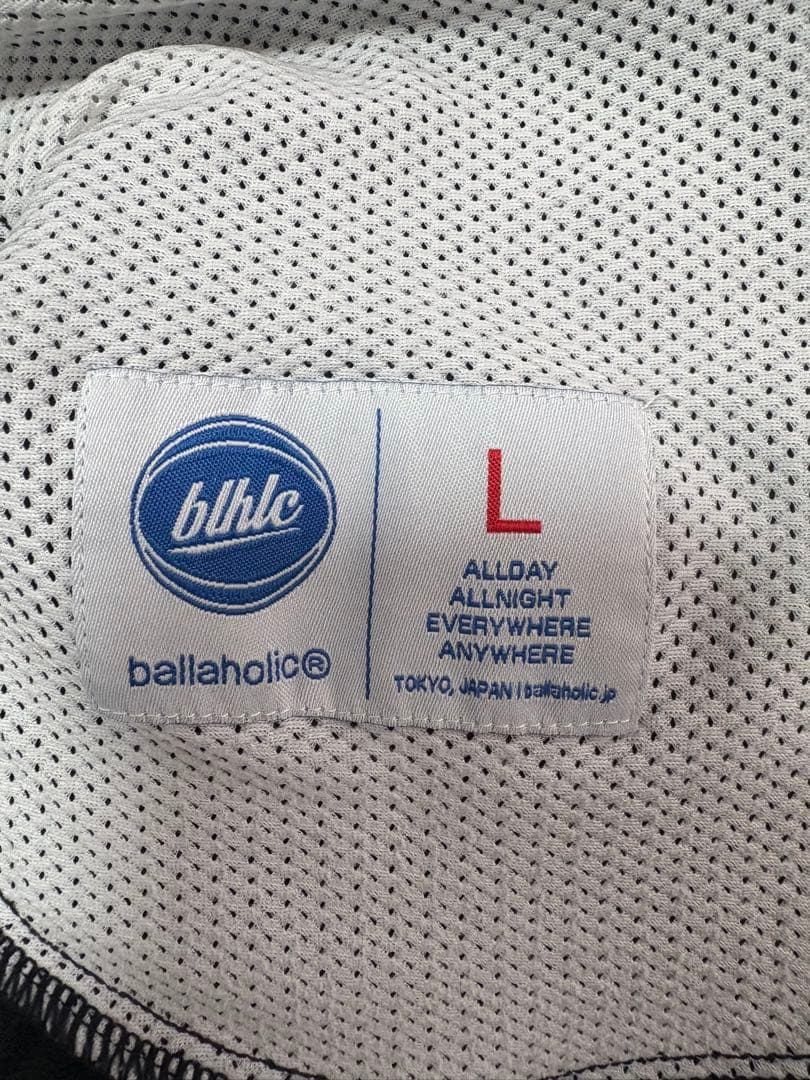 blhlc
ballaholic®
L
ALLDAY
ALLNIGHT
EVERYWHERE
ANYWHERE
TOKYO, JAPAN | ballaholic.jp